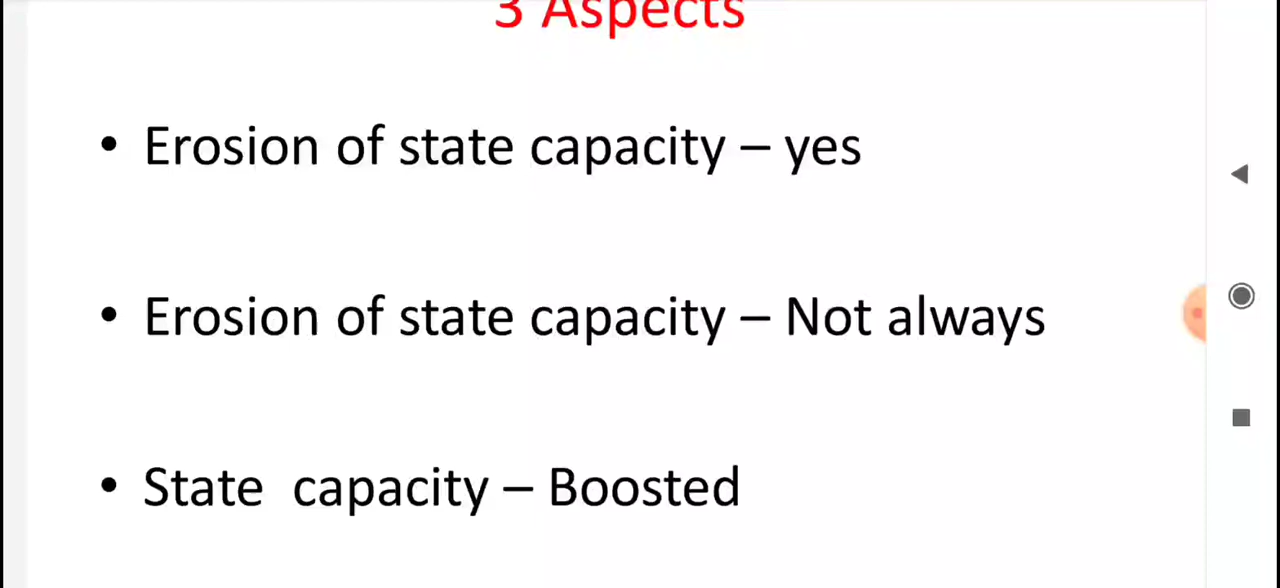 3 Aspects
• Erosion of state capacity – yes
• Erosion of state capacity – Not always
• State capacity – Boosted